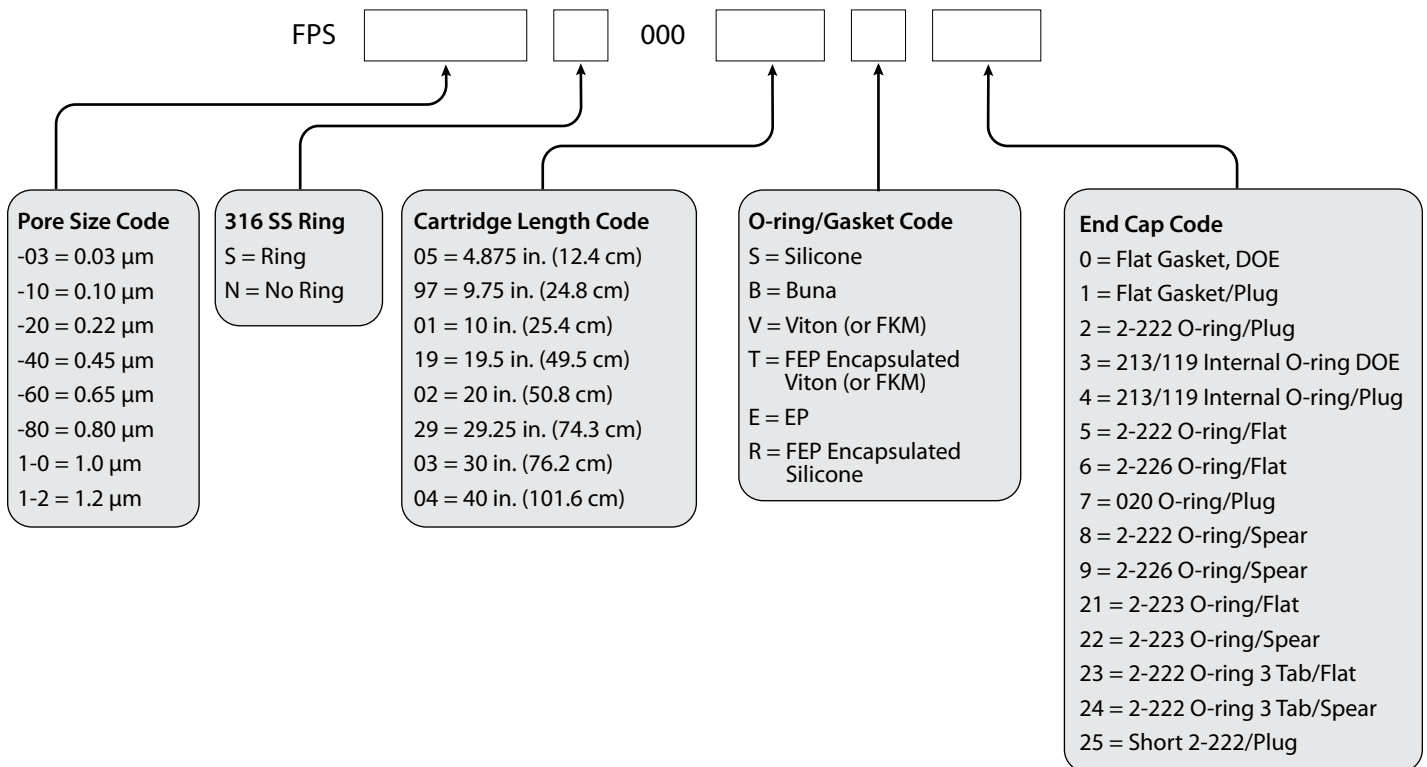 FPS 000
Pore Size Code
-03 = 0.03 µm
-10 = 0.10 µm
-20 = 0.22 µm
-40 = 0.45 µm
-60 = 0.65 µm
-80 = 0.80 µm
1-0 = 1.0 µm
1-2 = 1.2 µm
316 SS Ring
S = Ring
N = No Ring
Cartridge Length Code
05 = 4.875 in. (12.4 cm)
97 = 9.75 in. (24.8 cm)
01 = 10 in. (25.4 cm)
19 = 19.5 in. (49.5 cm)
02 = 20 in. (50.8 cm)
29 = 29.25 in. (74.3 cm)
03 = 30 in. (76.2 cm)
04 = 40 in. (101.6 cm)
O-ring/Gasket Code
S = Silicone
B = Buna
V = Viton (or FKM)
T = FEP Encapsulated
Viton (or FKM)
E = EP
R = FEP Encapsulated
Silicone
End Cap Code
0 = Flat Gasket, DOE
1 = Flat Gasket/Plug
2 = 2-222 O-ring/Plug
3 = 213/119 Internal O-ring DOE
4 = 213/119 Internal O-ring/Plug
5 = 2-222 O-ring/Flat
6 = 2-226 O-ring/Flat
7 = 020 O-ring/Plug
8 = 2-222 O-ring/Spear
9 = 2-226 O-ring/Spear
21 = 2-223 O-ring/Flat
22 = 2-223 O-ring/Spear
23 = 2-222 O-ring 3 Tab/Flat
24 = 2-222 O-ring 3 Tab/Spear
25 = Short 2-222/Plug